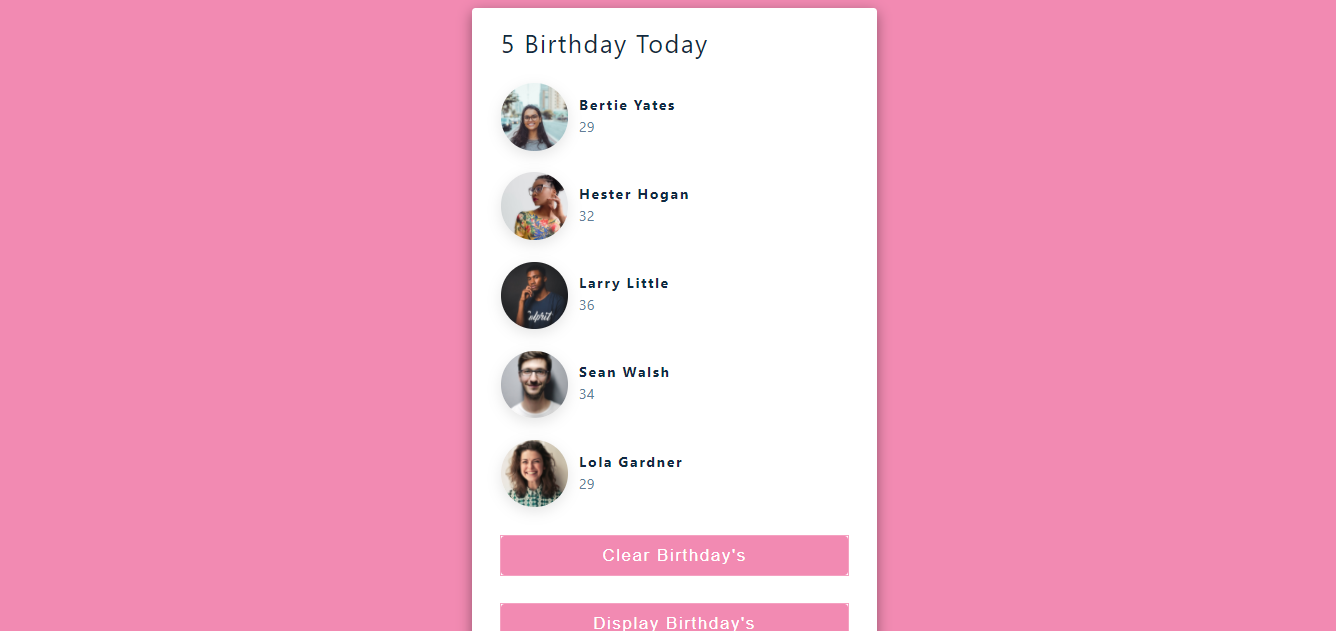 5 Birthday Today
Bertie Yates
29
Hester Hogan
32
Larry Little
36
Sean Walsh
34
Lola Gardner
29
Clear Birthday's
Display Birthday's